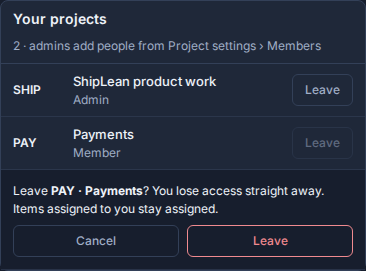 Your projects
2 · admins add people from Project settings › Members
SHIP
ShipLean product work
Admin
Leave
PAY
Payments
Member
Leave
Leave PAY · Payments? You lose access straight away.
Items assigned to you stay assigned.
Cancel
Leave